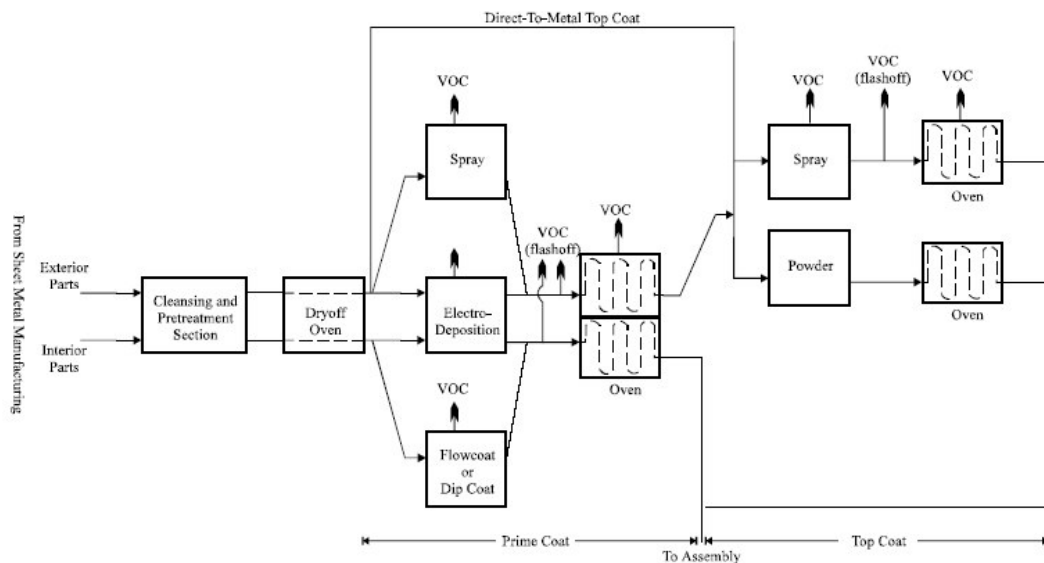 Direct-To-Metal Top Coat
VOC
VOC
VOC
(flashoff)
VOC
Spray
Spray
Oven
From Sheet Metal Manufacturing
VOC
(flashoff)
VOC
Exterior
Parts
Interior
Parts
Cleansing and
Pretreatment
Section
Dryoff
Oven
Electro-
Deposition
Powder
Oven
Oven
VOC
Flowcoat
or
Dip Coat
Prime Coat
To Assembly
Top Coat